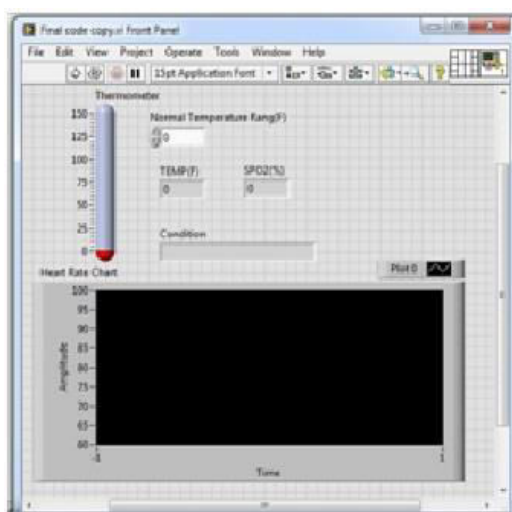 Final code copy.vi Front Panel
File Edit View Project Operate Tools Window Help
15pt Application Font
Thermometer
150
125
100
75
50
25
0
Normal Temperature Rang(F)
0
TEMP(F) SPO2(%)
0 0
Condition
Heart Rate Chart
Plot 0
Amplitude
100
95
90
85
80
75
70
65
60
-1 1
Time